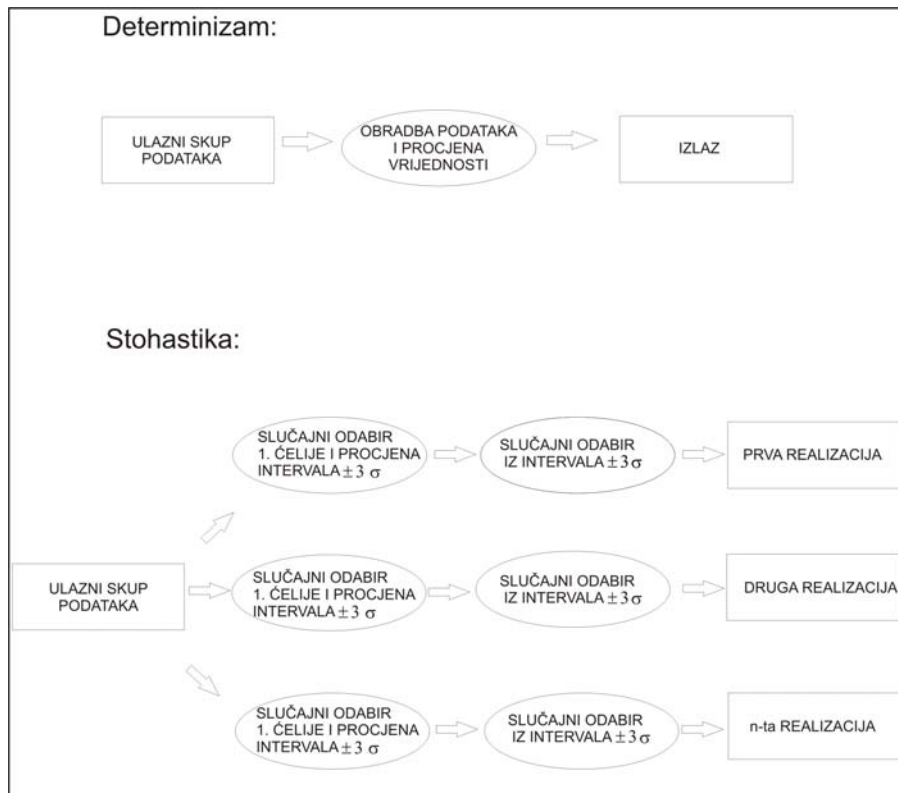 Determinizam:
ULAZNI SKUP
PODATAKA
OBRADBA PODATAKA
I PROCJENA
VRIJEDNOSTI
IZLAZ
Stohastika:
SLUČAJNI ODABIR
1. ĆELIJE I PROCJENA
INTERVALA ± 3 σ
SLUČAJNI ODABIR
IZ INTERVALA ± 3 σ
PRVA REALIZACIJA
ULAZNI SKUP
PODATAKA
SLUČAJNI ODABIR
1. ĆELIJE I PROCJENA
INTERVALA ± 3 σ
SLUČAJNI ODABIR
IZ INTERVALA ± 3 σ
DRUGA REALIZACIJA
SLUČAJNI ODABIR
1. ĆELIJE I PROCJENA
INTERVALA ± 3 σ
SLUČAJNI ODABIR
IZ INTERVALA ± 3 σ
n-ta REALIZACIJA